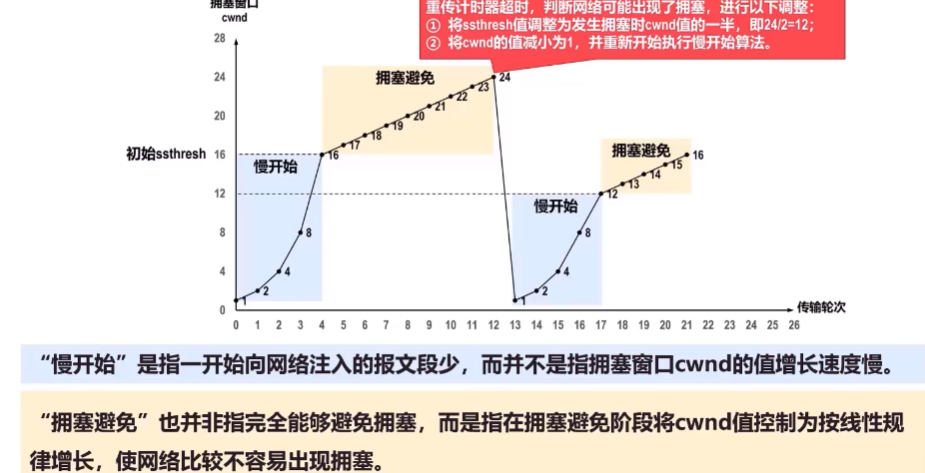 拥塞窗口
cwnd
重传计时器超时，判断网络可能出现了拥塞，进行以下调整：
① 将ssthresh值调整为发生拥塞时cwnd值的一半，即24/2=12；
② 将cwnd的值减小为1，并重新开始执行慢开始算法。
28
24
20
16
12
8
4
0
初始ssthresh
慢开始
拥塞避免
1
2
4
8
16
17
18
19
20
21
22
23
24
慢开始
拥塞避免
1
2
4
8
12
13
14
15
16
0 1 2 3 4 5 6 7 8 9 10 11 12 13 14 15 16 17 18 19 20 21 22 23 24 25 26
传输轮次
“慢开始”是指一开始向网络注入的报文段少，而并不是指拥塞窗口cwnd的值增长速度慢。
“拥塞避免”也并非指完全能够避免拥塞，而是指在拥塞避免阶段将cwnd值控制为按线性规
律增长，使网络比较不容易出现拥塞。